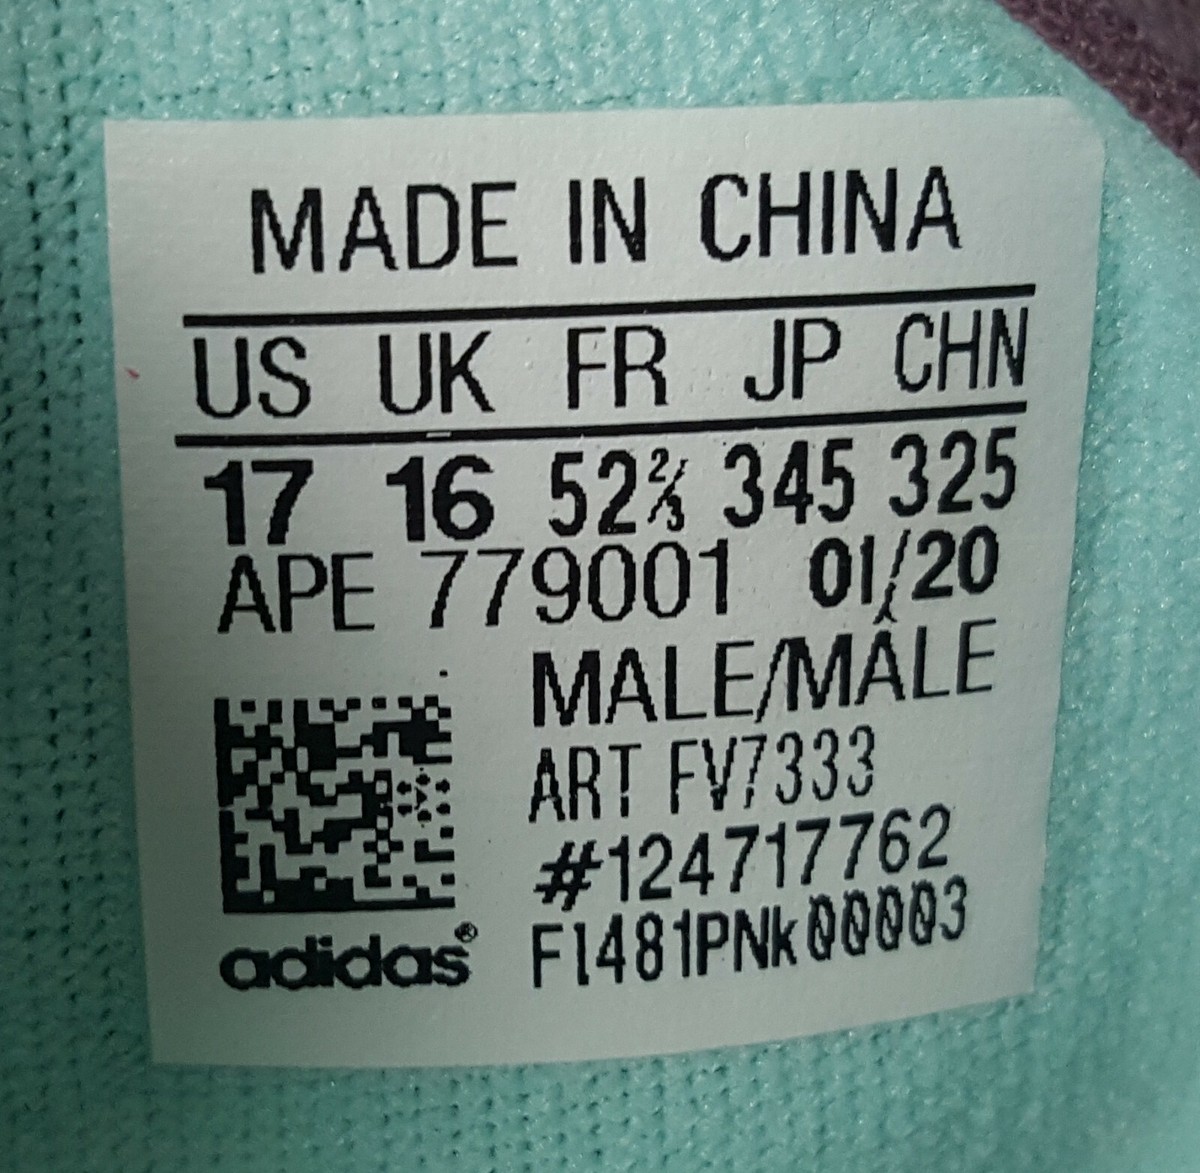 MADE IN CHINA
US UK FR JP CHN
17 16 52⅔ 345 325
APE 779001 01/20
MALE/MÂLE
ART FV7333
#124717762
F1481PNk00003
adidas®